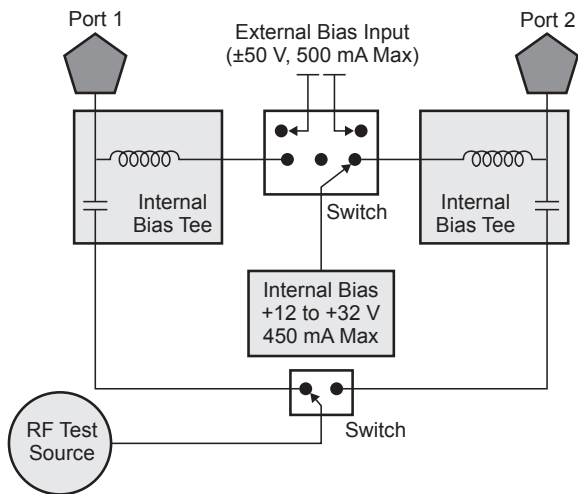 Port 1
External Bias Input
(±50 V, 500 mA Max)
Port 2
Internal
Bias Tee
Switch
Internal
Bias Tee
Internal Bias
+12 to +32 V
450 mA Max
RF Test
Source
Switch